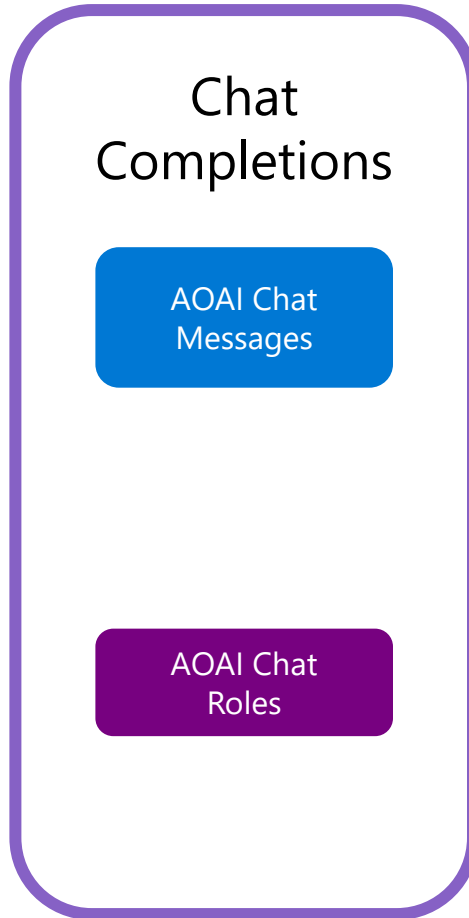 Chat
Completions
AOAI Chat
Messages
AOAI Chat
Roles